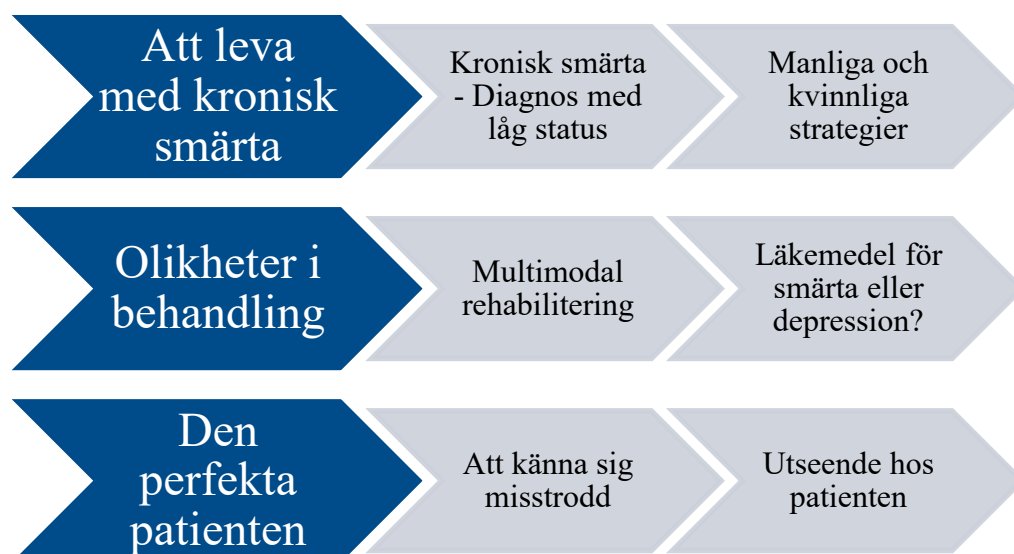 Att leva
med kronisk
smärta
Kronisk smärta
- Diagnos med
låg status
Manliga och
kvinnliga
strategier
Olikheter i
behandling
Multimodal
rehabilitering
Läkemedel för
smärta eller
depression?
Den
perfekta
patienten
Att känna sig
misstrodd
Utseende hos
patienten